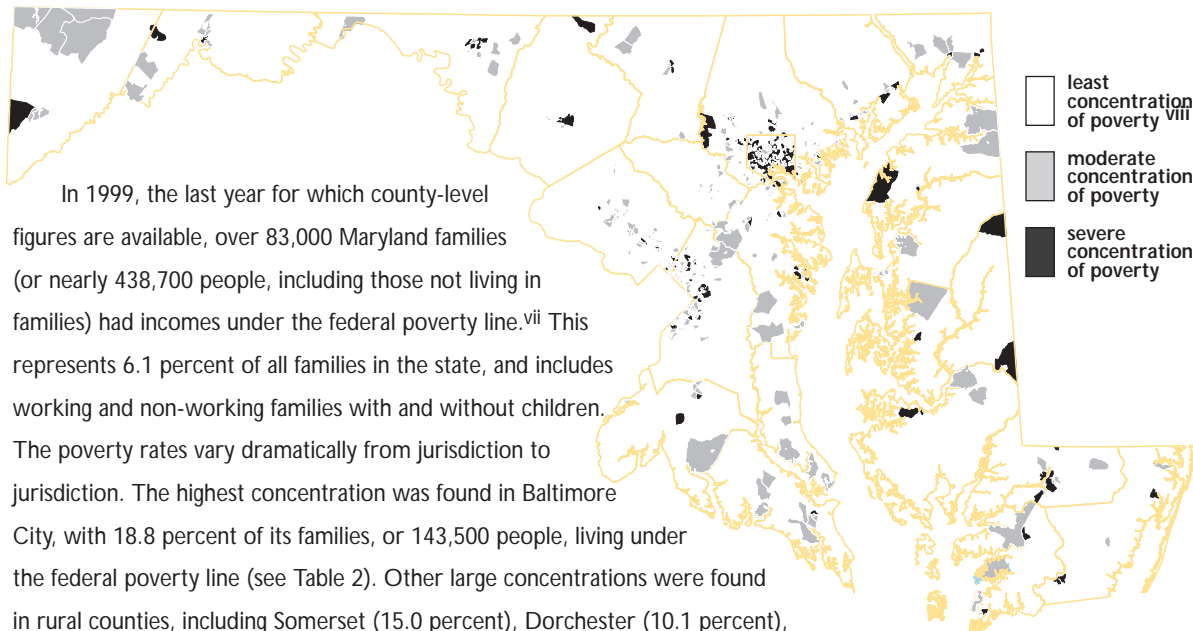 least
concentration
of poverty viii
moderate
concentration
of poverty
severe
concentration
of poverty
In 1999, the last year for which county-level
figures are available, over 83,000 Maryland families
(or nearly 438,700 people, including those not living in
families) had incomes under the federal poverty line.vii This
represents 6.1 percent of all families in the state, and includes
working and non-working families with and without children.
The poverty rates vary dramatically from jurisdiction to
jurisdiction. The highest concentration was found in Baltimore
City, with 18.8 percent of its families, or 143,500 people, living under
the federal poverty line (see Table 2). Other large concentrations were found
in rural counties, including Somerset (15.0 percent), Dorchester (10.1 percent),